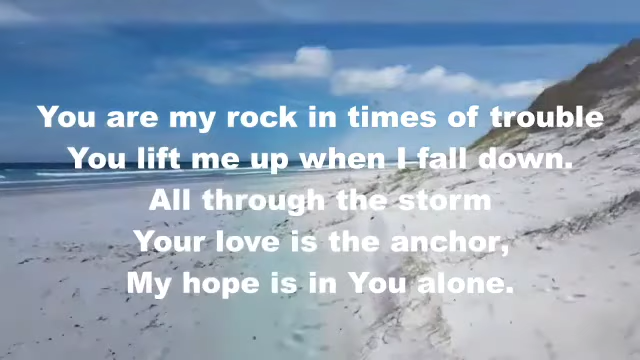 You are my rock in times of trouble
You lift me up when I fall down.
All through the storm
Your love is the anchor,
My hope is in You alone.